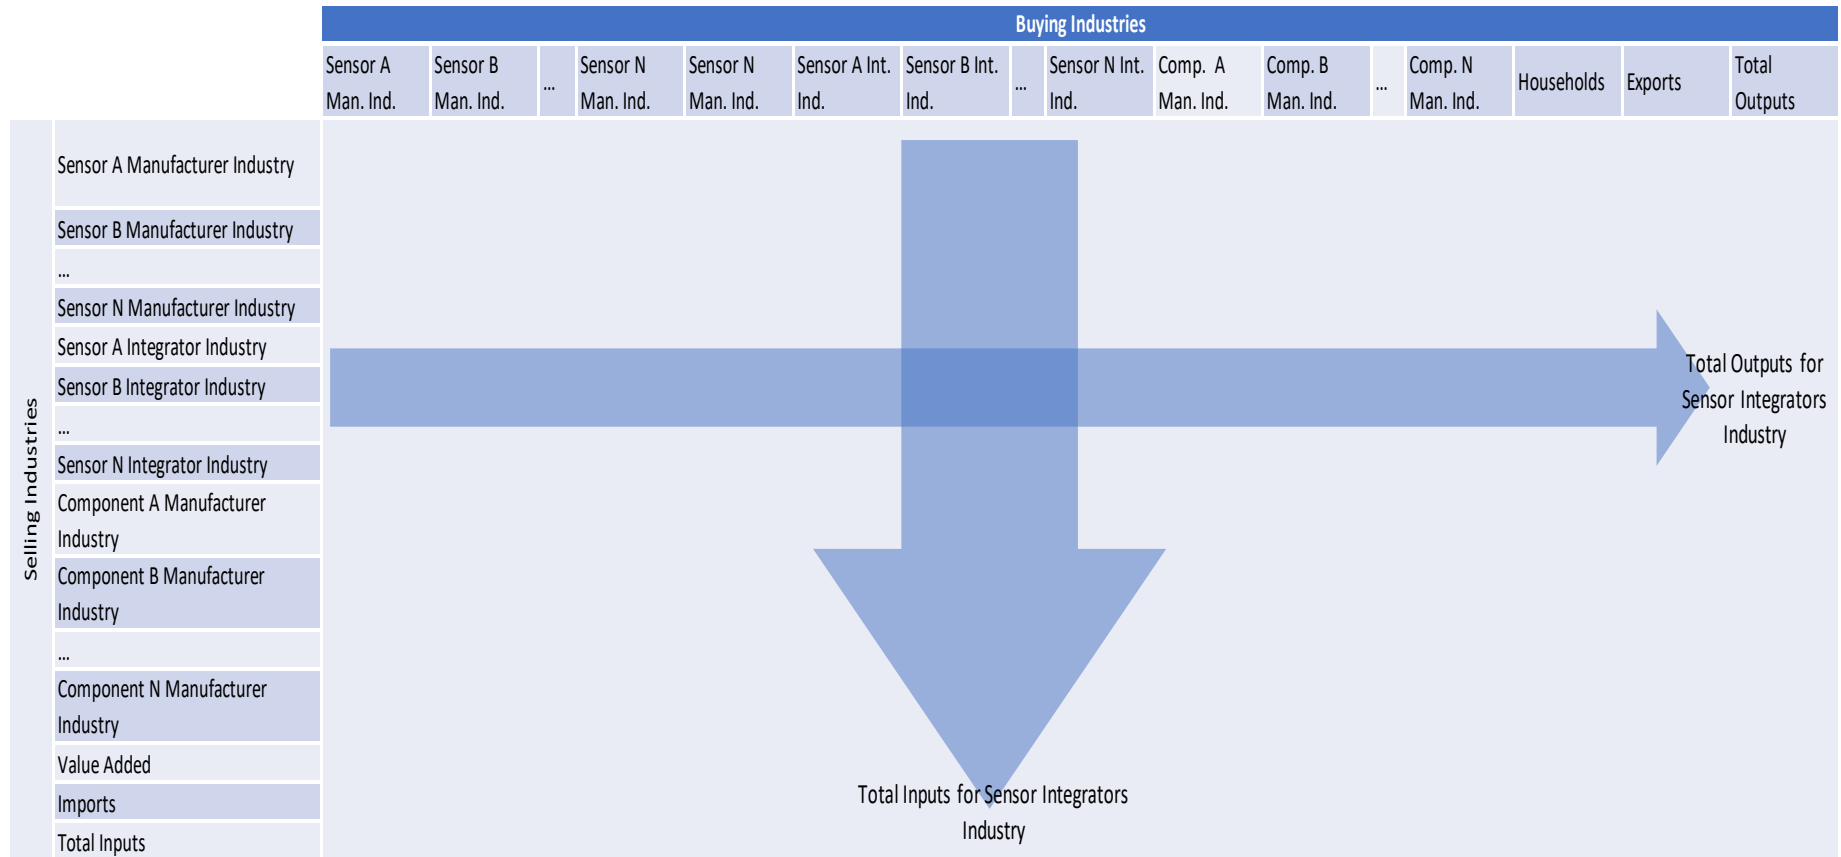 Buying Industries
Sensor A
Man. Ind.
Sensor B
Man. Ind.
...
Sensor N
Man. Ind.
Sensor N
Man. Ind.
Sensor A Int.
Ind.
Sensor B Int.
Ind.
...
Sensor N Int.
Ind.
Comp. A
Man. Ind.
Comp. B
Man. Ind.
...
Comp. N
Man. Ind.
Households
Exports
Total
Outputs
Selling Industries
Sensor A Manufacturer Industry
Sensor B Manufacturer Industry
...
Sensor N Manufacturer Industry
Sensor A Integrator Industry
Sensor B Integrator Industry
...
Sensor N Integrator Industry
Component A Manufacturer
Industry
Component B Manufacturer
Industry
...
Component N Manufacturer
Industry
Value Added
Imports
Total Inputs
Total Outputs for
Sensor Integrators
Industry
Total Inputs for Sensor Integrators
Industry